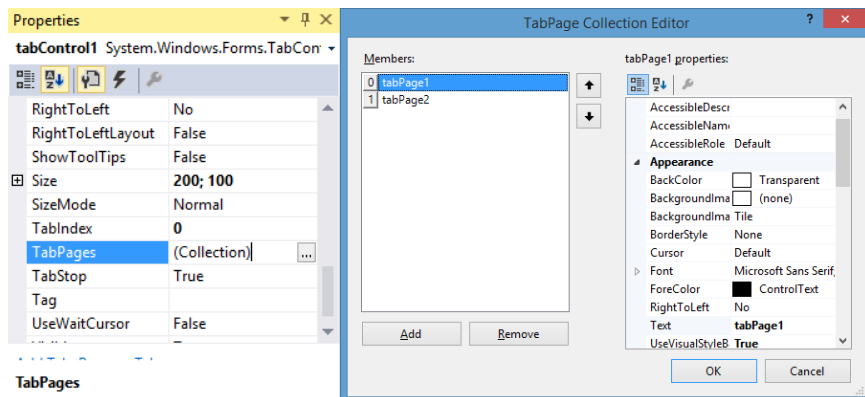 Properties
tabControl1 System.Windows.Forms.TabCon
RightToLeft No
RightToLeftLayout False
ShowToolTips False
Size 200; 100
SizeMode Normal
TabIndex 0
TabPages (Collection) ...
TabStop True
Tag
UseWaitCursor False
TabPages
TabPage Collection Editor
Members:
0 tabPage1
1 tabPage2
Add Remove
tabPage1 properties:
AccessibleDescr
AccessibleNam
AccessibleRole Default
Appearance
BackColor Transparent
BackgroundIma (none)
BackgroundIma Tile
BorderStyle None
Cursor Default
Font Microsoft Sans Serif,
ForeColor ControlText
RightToLeft No
Text tabPage1
UseVisualStyleB True
OK Cancel